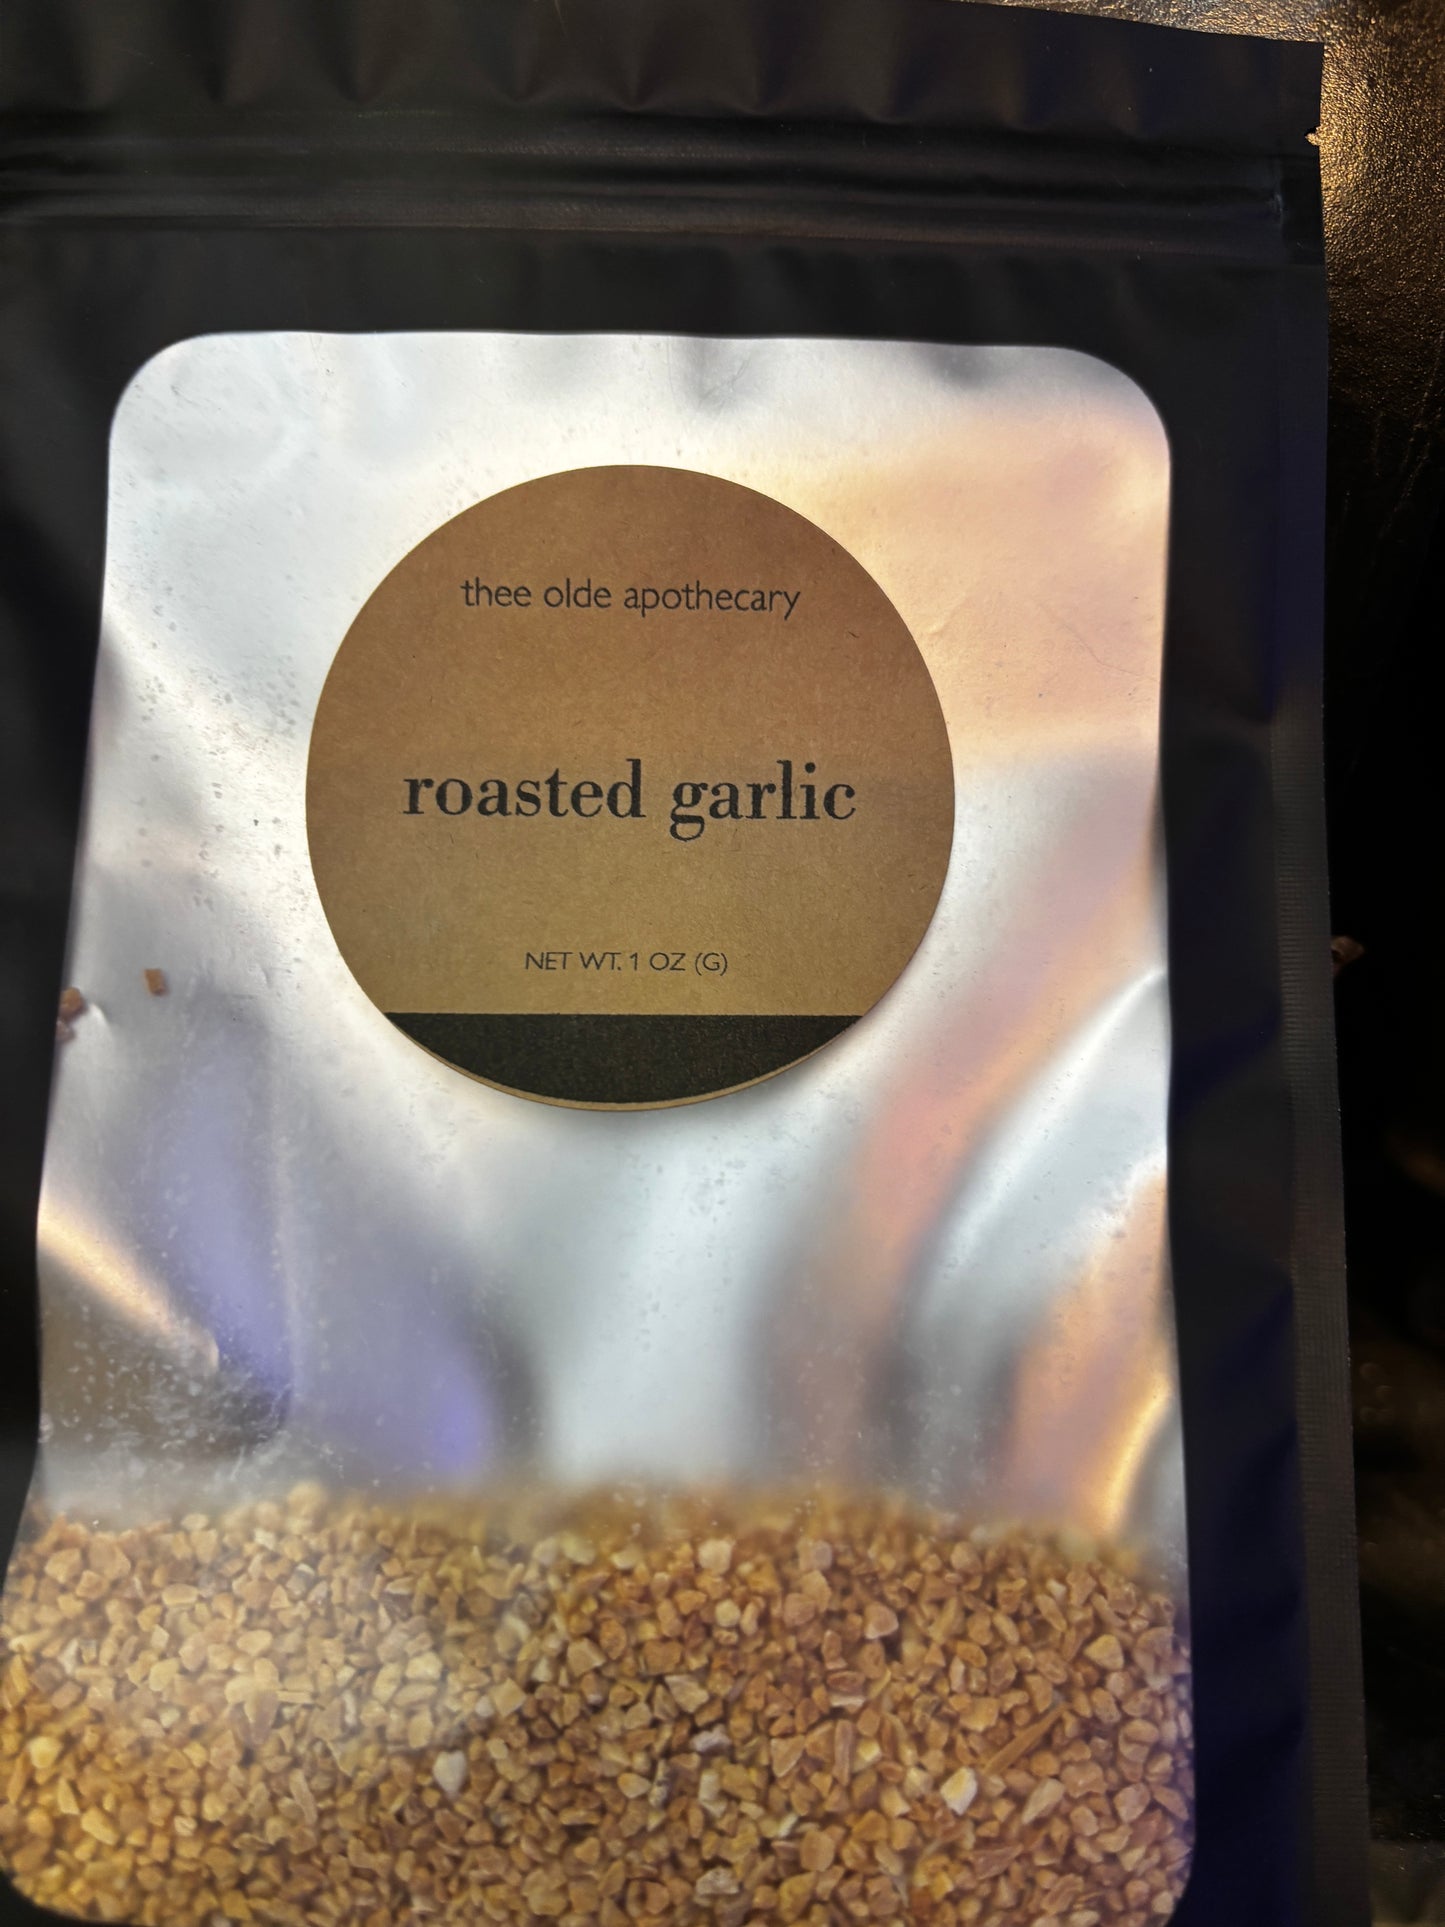 thee olde apothecary
roasted garlic
NET WT. 1 OZ (G)